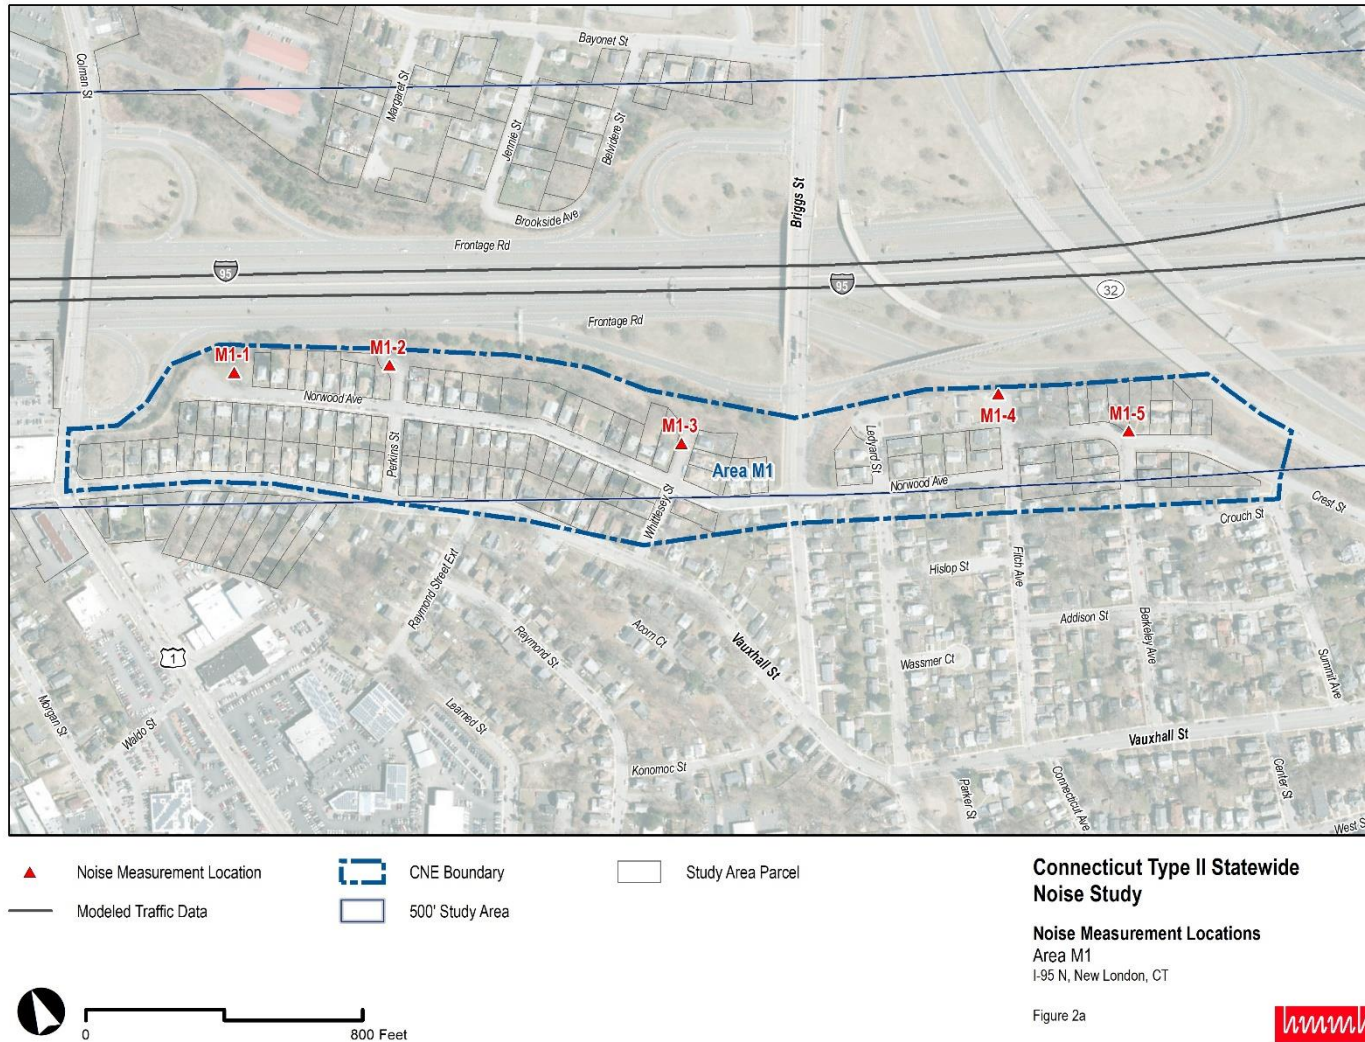 Bayonet St
Colman St
Margaret St
Jennie St
Belvidere St
Brookside Ave
Briggs St
Frontage Rd
95
95
32
Frontage Rd
M1-1
M1-2
M1-3
M1-4
M1-5
Norwood Ave
Perkins St
Area M1
Whittlesey St
Ledyard St
Norwood Ave
Crest St
Crouch St
Raymond Street Ext
Hislop St
Fitch Ave
Addison St
Berkeley Ave
Acorn Ct
Raymond St
Vauxhall St
Wassmer Ct
Summit Ave
1
Morgan St
Waldo St
Learned St
Konomoc St
Vauxhall St
Parker St
Connecticut Ave
Center St
West S
Noise Measurement Location
CNE Boundary
Study Area Parcel
Modeled Traffic Data
500' Study Area
Connecticut Type II Statewide
Noise Study
Noise Measurement Locations
Area M1
I-95 N, New London, CT
Figure 2a
0
800 Feet
hmmh